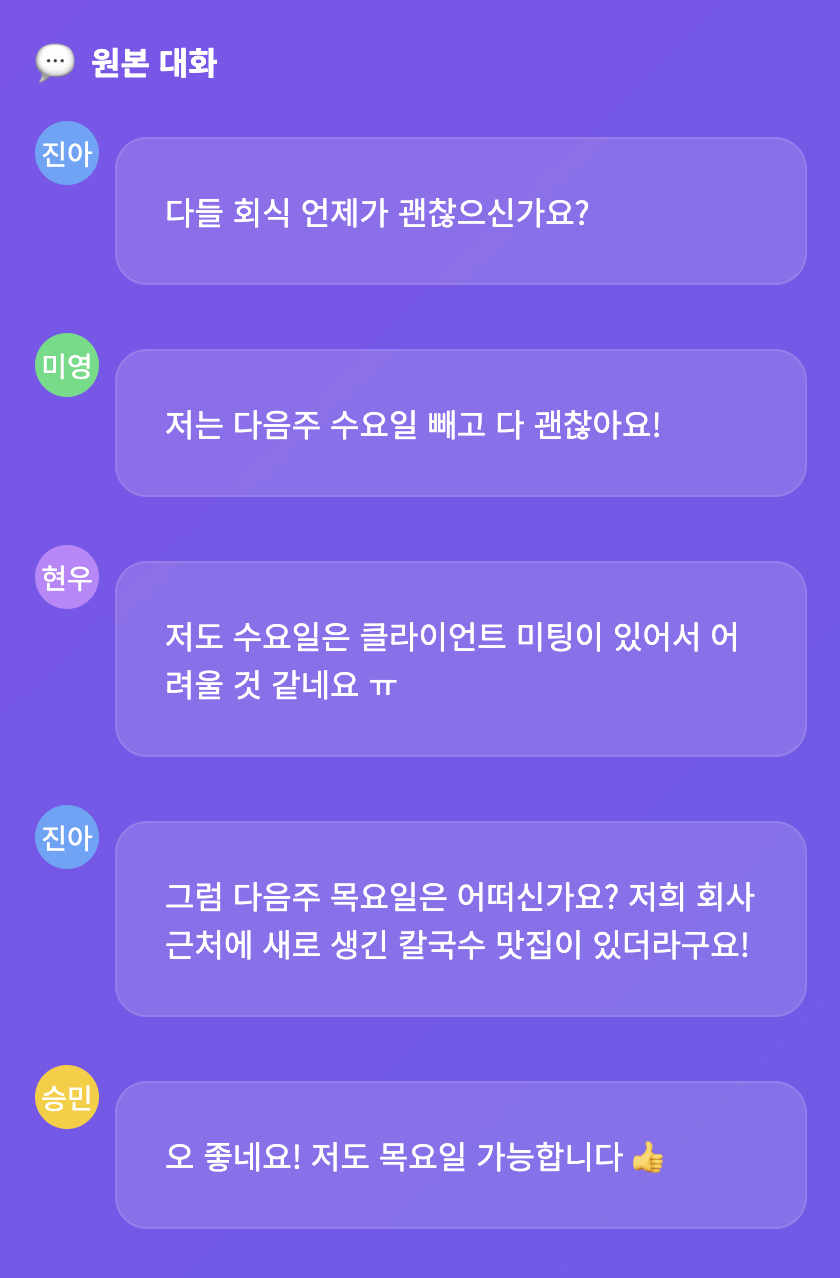 💬 원본 대화
진아
다들 회식 언제가 괜찮으신가요?
미영
저는 다음주 수요일 빼고 다 괜찮아요!
현우
저도 수요일은 클라이언트 미팅이 있어서 어
려울 것 같네요 ㅠ
진아
그럼 다음주 목요일은 어떠신가요? 저희 회사
근처에 새로 생긴 칼국수 맛집이 있더라구요!
승민
오 좋네요! 저도 목요일 가능합니다 👍